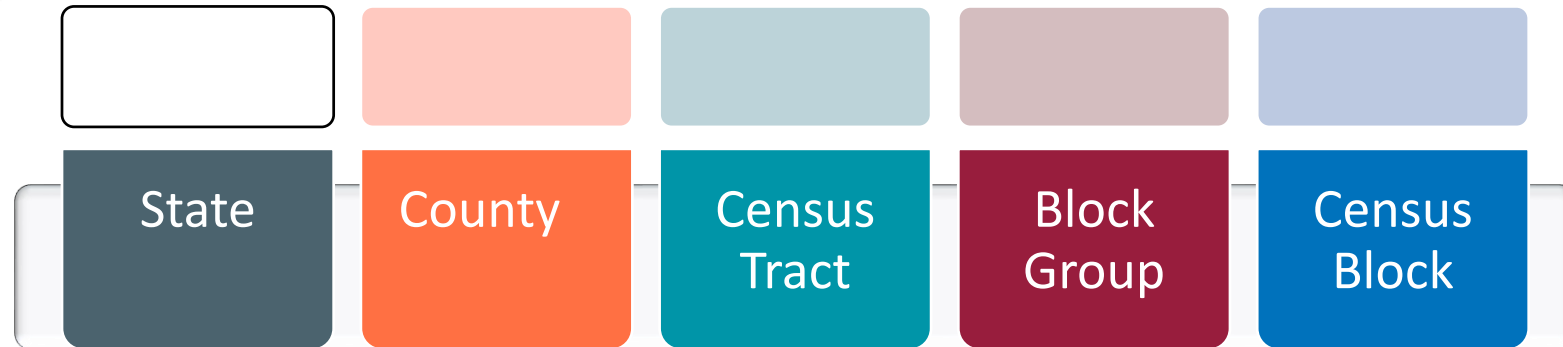 State
County
Census
Tract
Block
Group
Census
Block